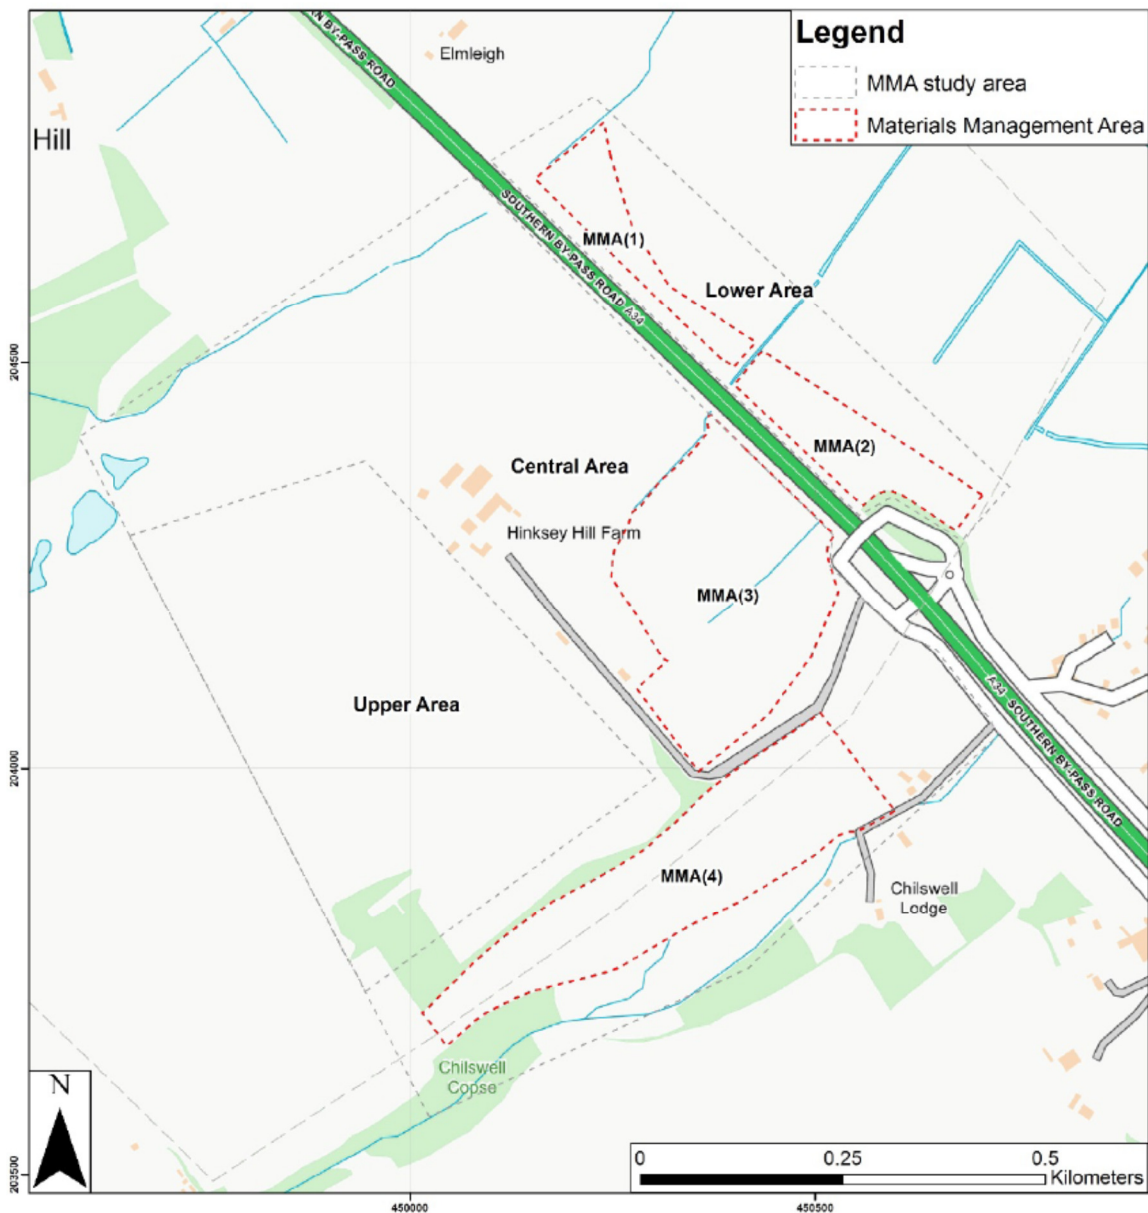 RN BY-PASS ROAD
Elmleigh
Legend
MMA study area
Materials Management Area
Hill
SOUTHERN BY-PASS ROAD A34
MMA(1)
Lower Area
204500
MMA(2)
Central Area
Hinksey Hill Farm
MMA(3)
Upper Area
A34 SOUTHERN BY-PASS ROAD
204000
MMA(4)
Chilswell
Lodge
Chilswell
Copse
N
203500
0 0.25 0.5
Kilometers
450000 450500